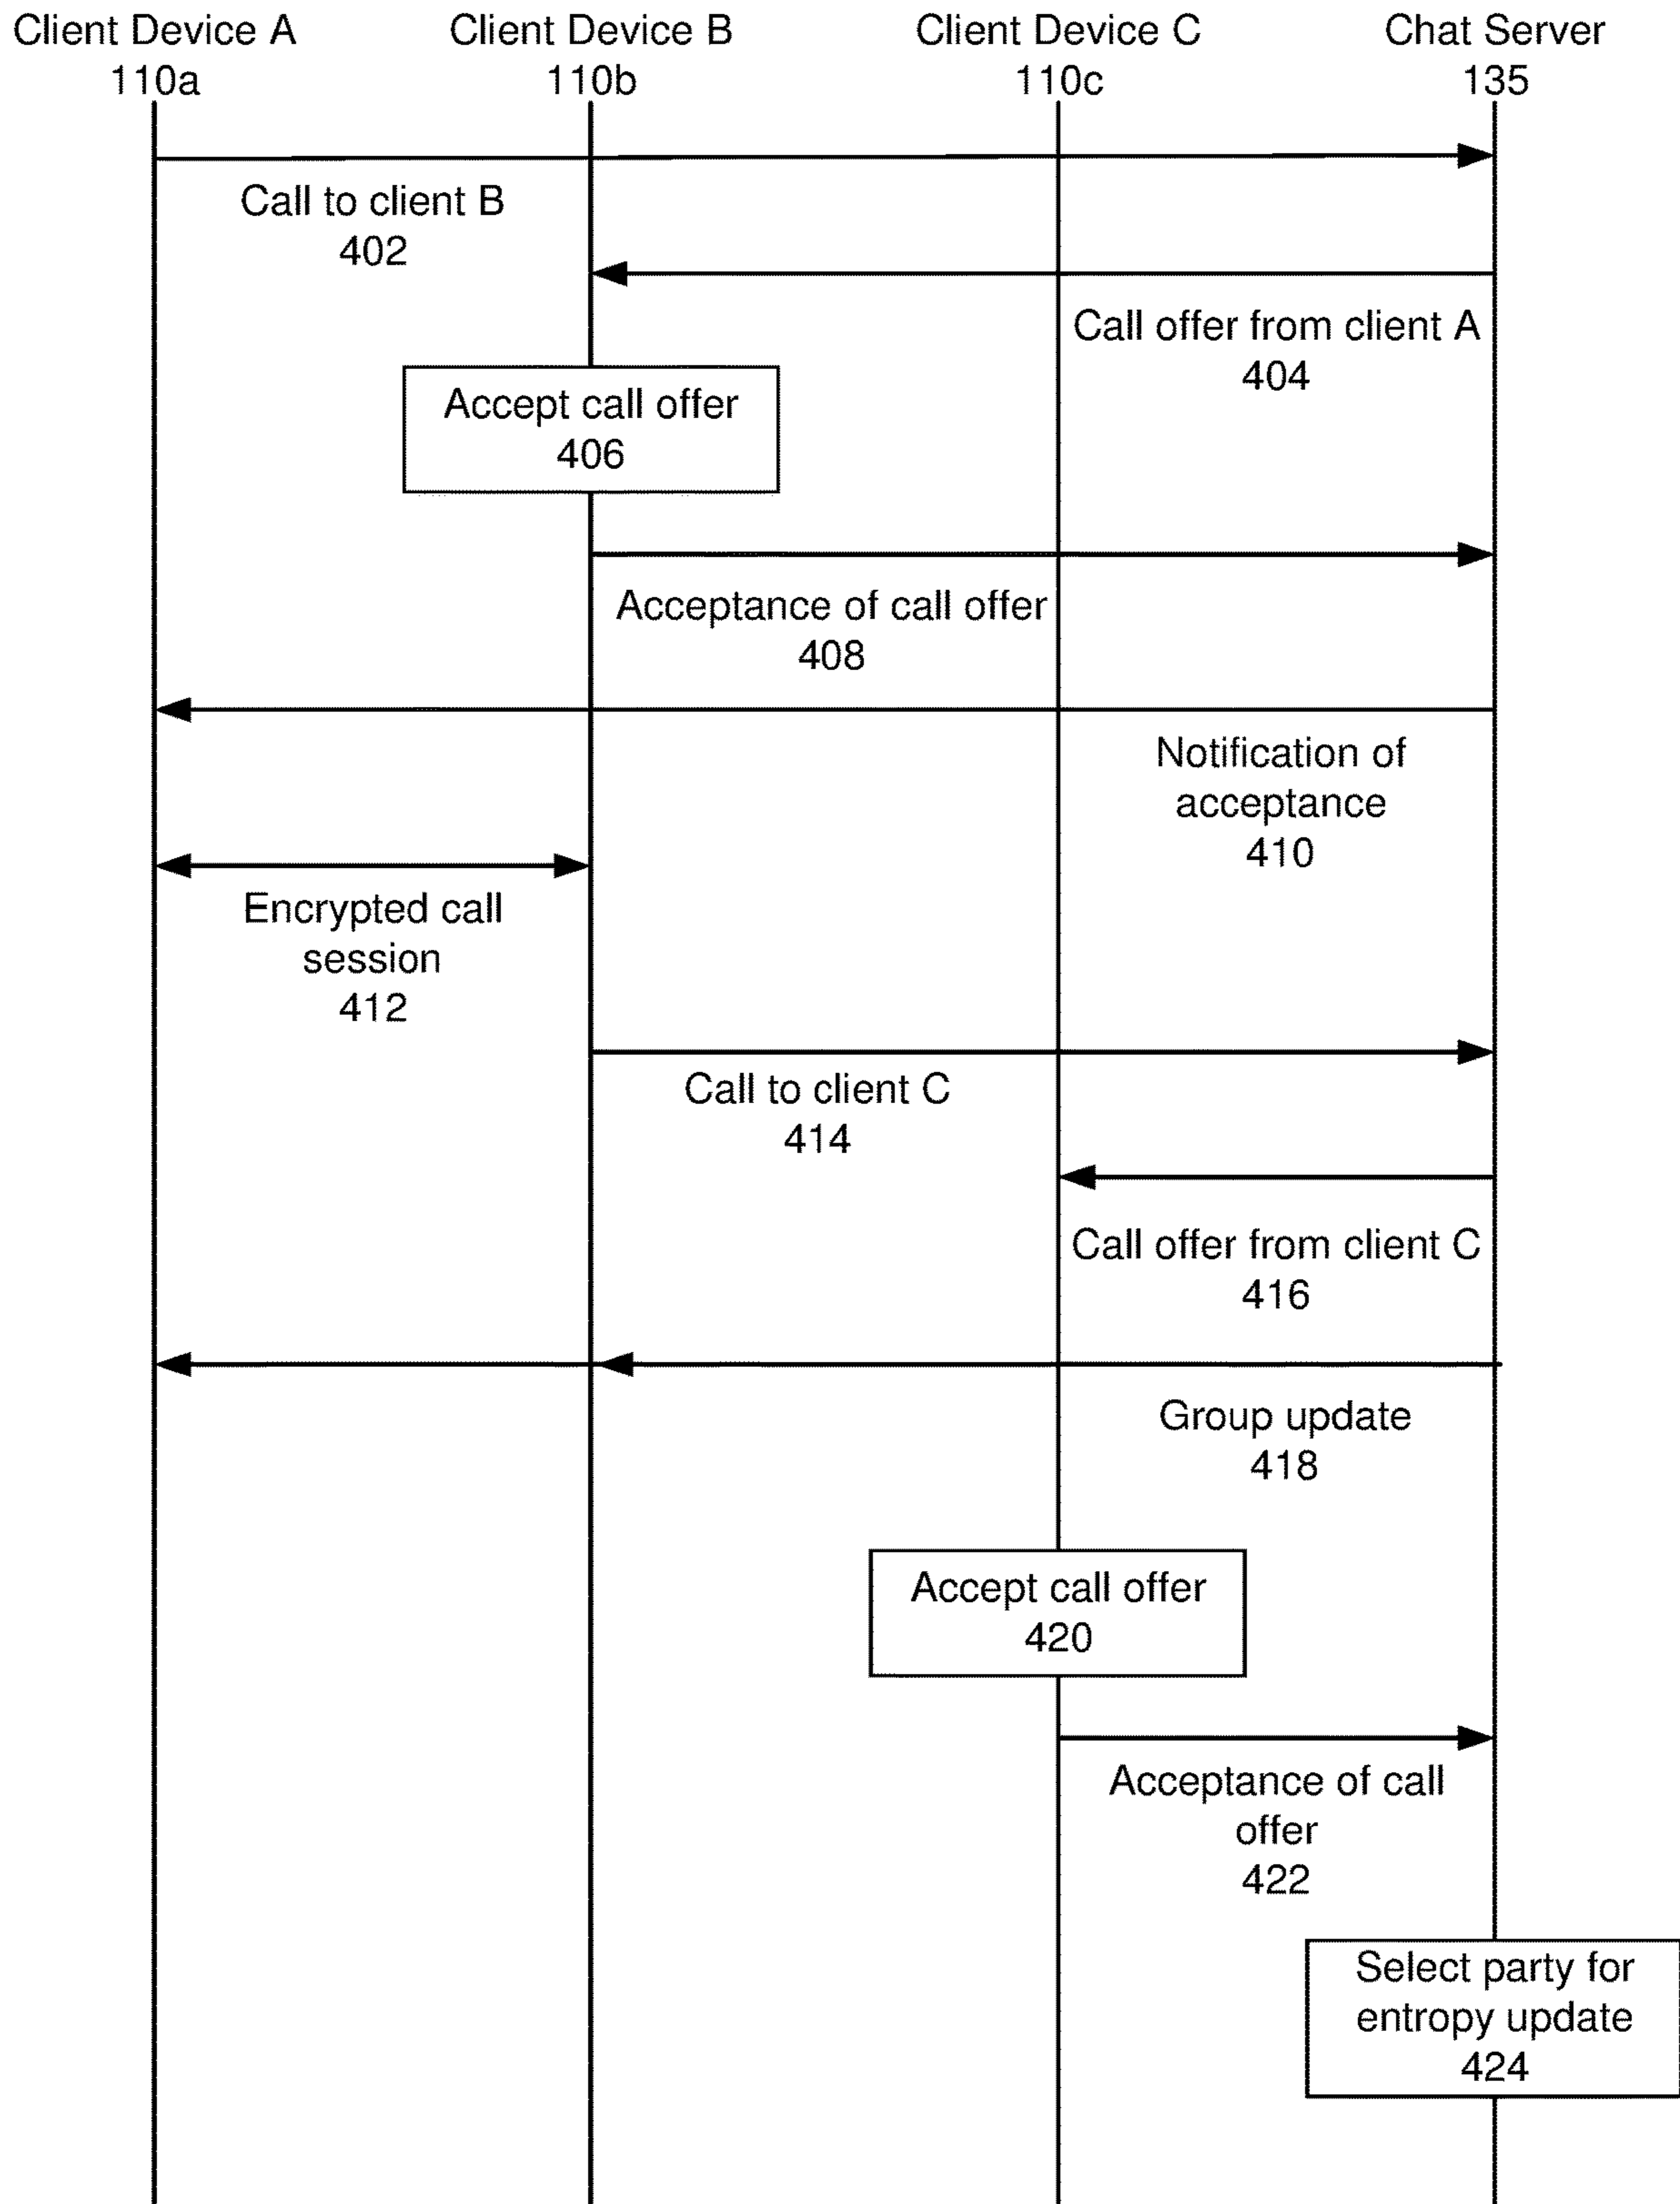 Client Device A
110a
Client Device B
110b
Client Device C
110c
Chat Server
135
Call to client B
402
Call offer from client A
404
Accept call offer
406
Acceptance of call offer
408
Notification of
acceptance
410
Encrypted call
session
412
Call to client C
414
Call offer from client C
416
Group update
418
Accept call offer
420
Acceptance of call
offer
422
Select party for
entropy update
424